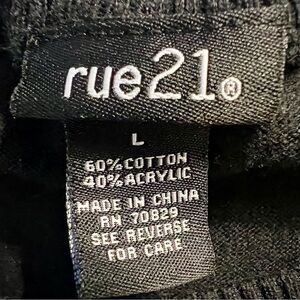 rue21®
L
60%COTTON
40%ACRYLIC
MADE IN CHINA
RN 70829
SEE REVERSE
FOR CARE